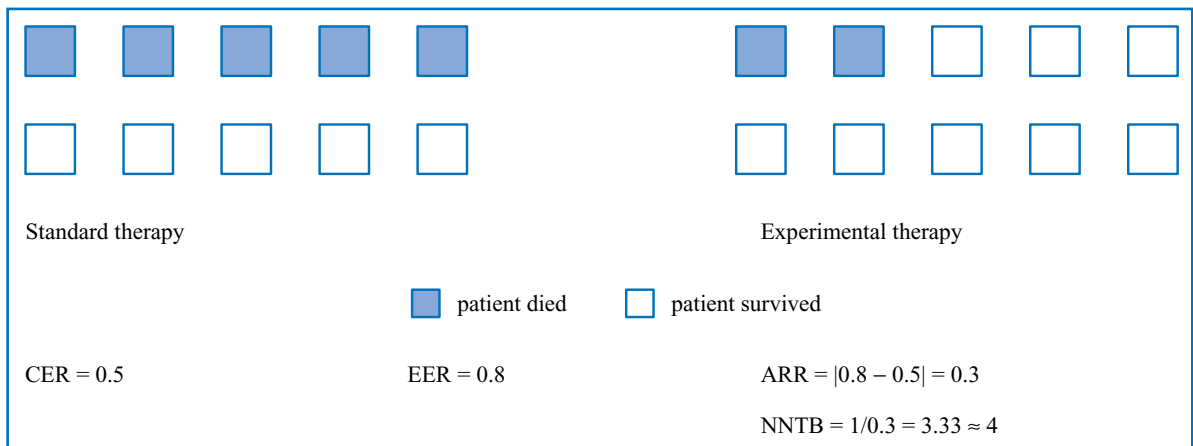 Standard therapy Experimental therapy
patient died patient survived
CER = 0.5 EER = 0.8 ARR = |0.8 – 0.5| = 0.3
NNTB = 1/0.3 = 3.33 ≈ 4